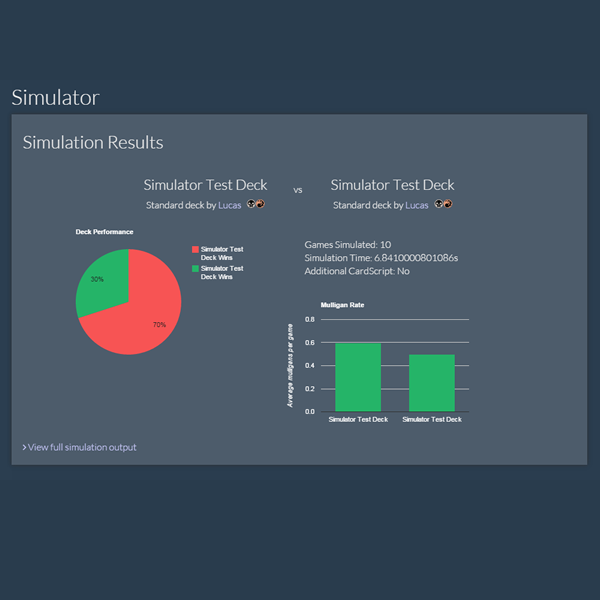 Simulator
Simulation Results
Simulator Test Deck
Standard deck by Lucas
vs
Simulator Test Deck
Standard deck by Lucas
Deck Performance
30%
70%
Simulator Test
Deck Wins
Simulator Test
Deck Wins
Games Simulated: 10
Simulation Time: 6.8410000801086s
Additional CardScript: No
Mulligan Rate
Average mulligans per game
0.8
0.6
0.4
0.2
0.0
Simulator Test Deck
Simulator Test Deck
> View full simulation output